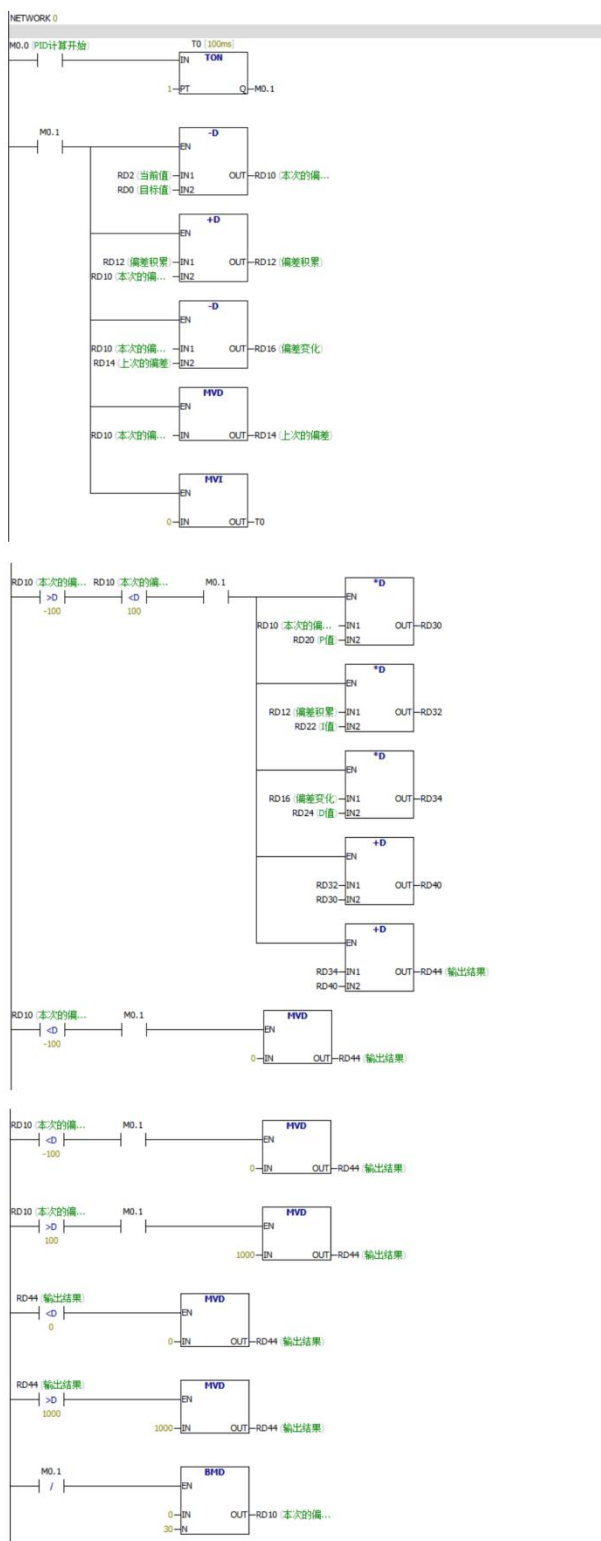 NETWORK 0
M0.0 (PID计算开始)
T0 [100ms]
TON
IN
1 PT Q M0.1
M0.1
-D
EN
RD2 (当前值) IN1 OUT RD10 (本次的偏...
RD0 (目标值) IN2
+D
EN
RD12 (偏差积累) IN1 OUT RD12 (偏差积累)
RD10 (本次的偏... IN2
-D
EN
RD10 (本次的偏... IN1 OUT RD16 (偏差变化)
RD14 (上次的偏差) IN2
MVD
EN
RD10 (本次的偏... IN OUT RD14 (上次的偏差)
MVI
EN
0 IN OUT T0
RD10 (本次的偏... RD10 (本次的偏... M0.1
>D <D
-100 100
*D
EN
RD10 (本次的偏... IN1 OUT RD30
RD20 (P值) IN2
*D
EN
RD12 (偏差积累) IN1 OUT RD32
RD22 (I值) IN2
*D
EN
RD16 (偏差变化) IN1 OUT RD34
RD24 (D值) IN2
+D
EN
RD32 IN1 OUT RD40
RD30 IN2
+D
EN
RD34 IN1 OUT RD44 (输出结果)
RD40 IN2
RD10 (本次的偏... M0.1 MVD
<D EN
-100
0 IN OUT RD44 (输出结果)
RD10 (本次的偏... M0.1 MVD
<D EN
-100
0 IN OUT RD44 (输出结果)
RD10 (本次的偏... M0.1 MVD
>D EN
100
1000 IN OUT RD44 (输出结果)
RD44 (输出结果) MVD
<D EN
0
0 IN OUT RD44 (输出结果)
RD44 (输出结果) MVD
>D EN
1000
1000 IN OUT RD44 (输出结果)
M0.1 BMD
/ EN
0 IN OUT RD10 (本次的偏...
30 N